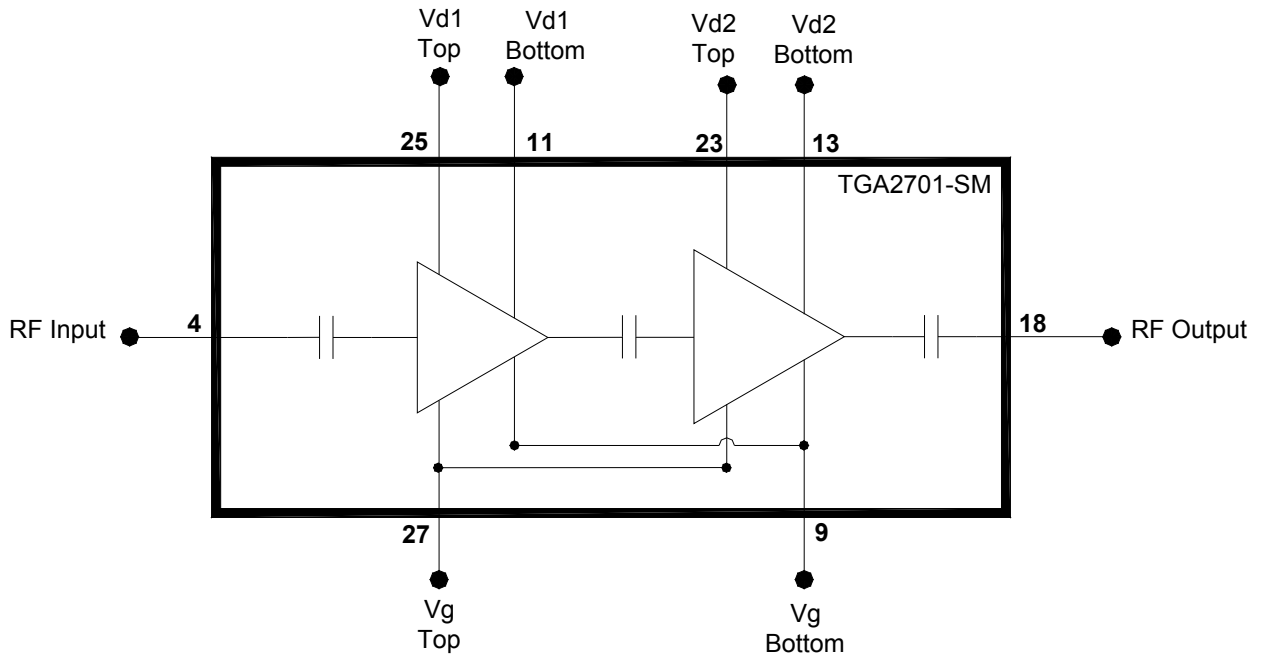 Vd1
Top
Vd1
Bottom
Vd2
Top
Vd2
Bottom
25
11
23
13
TGA2701-SM
RF Input
4
18
RF Output
27
9
Vg
Top
Vg
Bottom